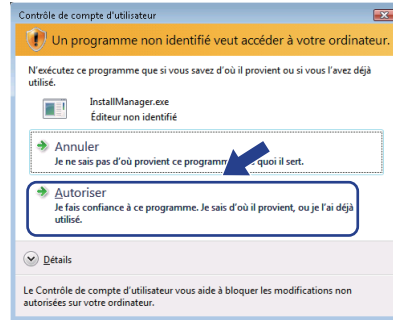 Contrôle de compte d'utilisateur
Un programme non identifié veut accéder à votre ordinateur.
N'exécutez ce programme que si vous savez d'où il provient ou si vous l'avez déjà
utilisé.
InstallManager.exe
Éditeur non identifié
Annuler
Je ne sais pas d'où provient ce programm quoi il sert.
Autoriser
Je fais confiance à ce programme. Je sais d'où il provient, ou je l'ai déjà
utilisé.
Détails
Le Contrôle de compte d'utilisateur vous aide à bloquer les modifications non
autorisées sur votre ordinateur.